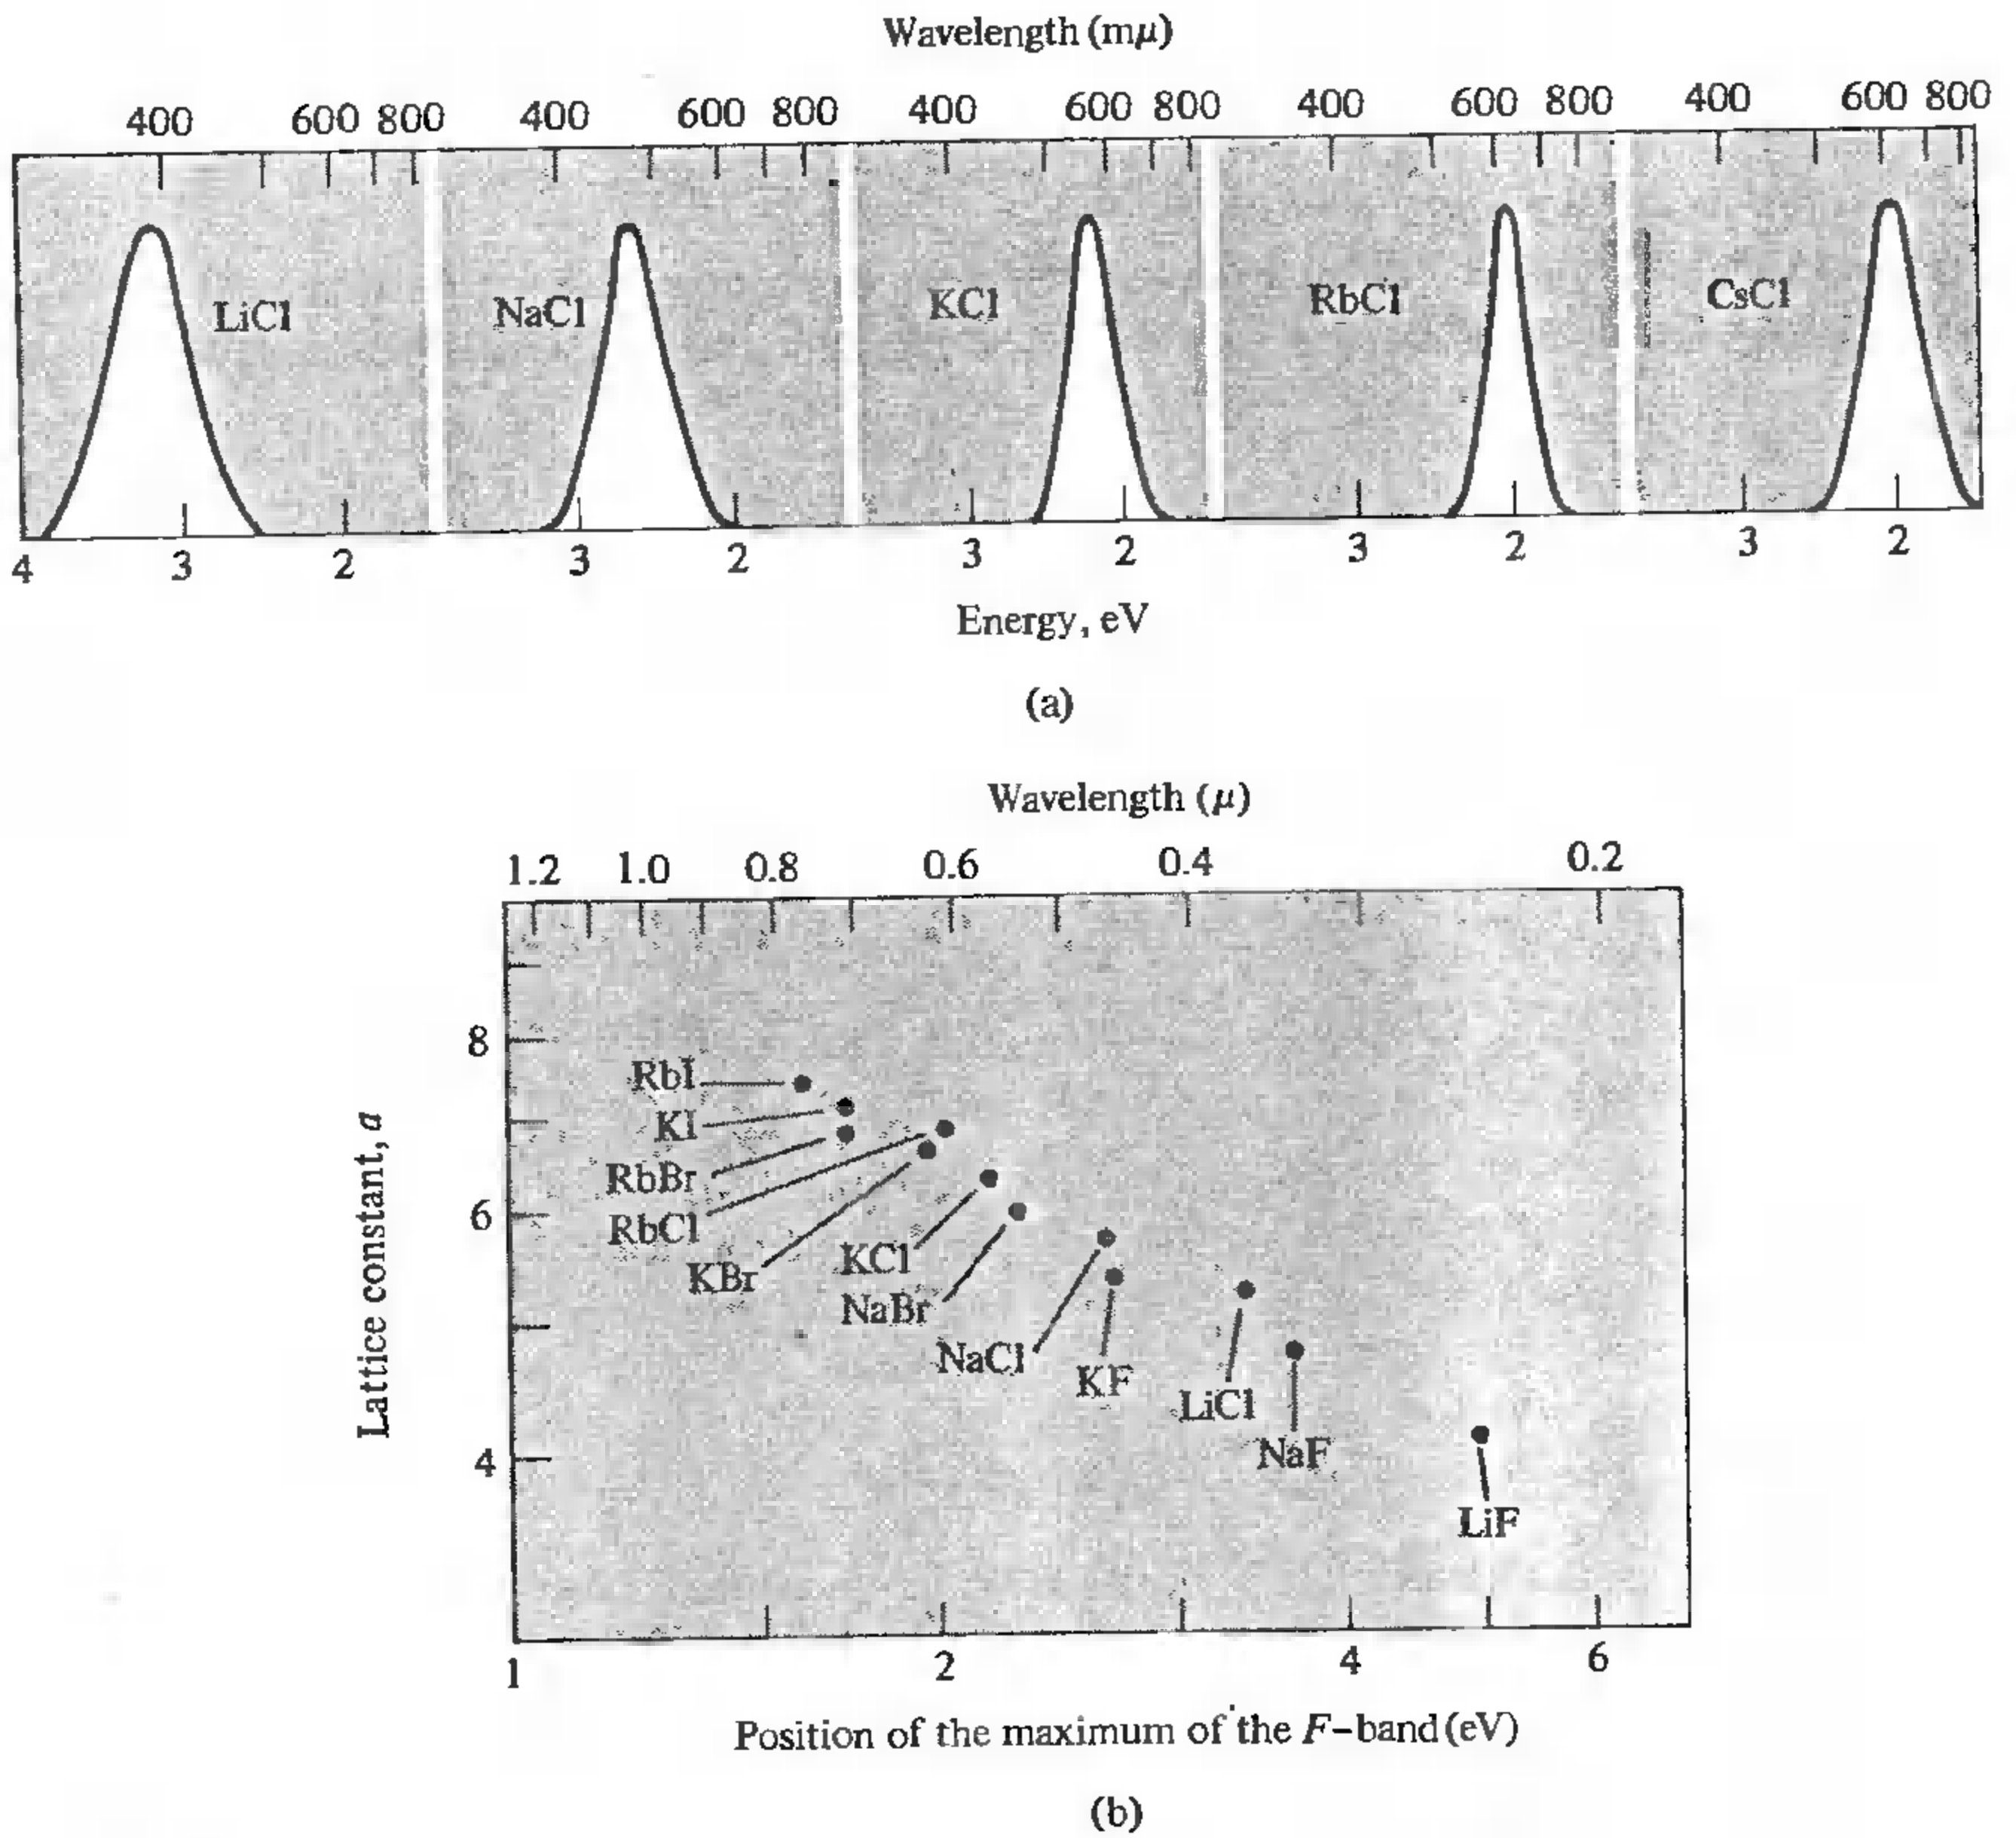 Wavelength (mμ)
400 600 800 400 600 800 400 600 800 400 600 800 400 600 800
LiCl NaCl KCl RbCl CsCl
4 3 2 3 2 3 2 3 2 3 2
Energy, eV
(a)
Wavelength (μ)
1.2 1.0 0.8 0.6 0.4 0.2
8
RbI
KI
RbBr
6
RbCl
KBr
KCl
NaBr
NaCl
KF
LiCl
NaF
4
LiF
Lattice constant, a
1 2 4 6
Position of the maximum of the F-band (eV)
(b)